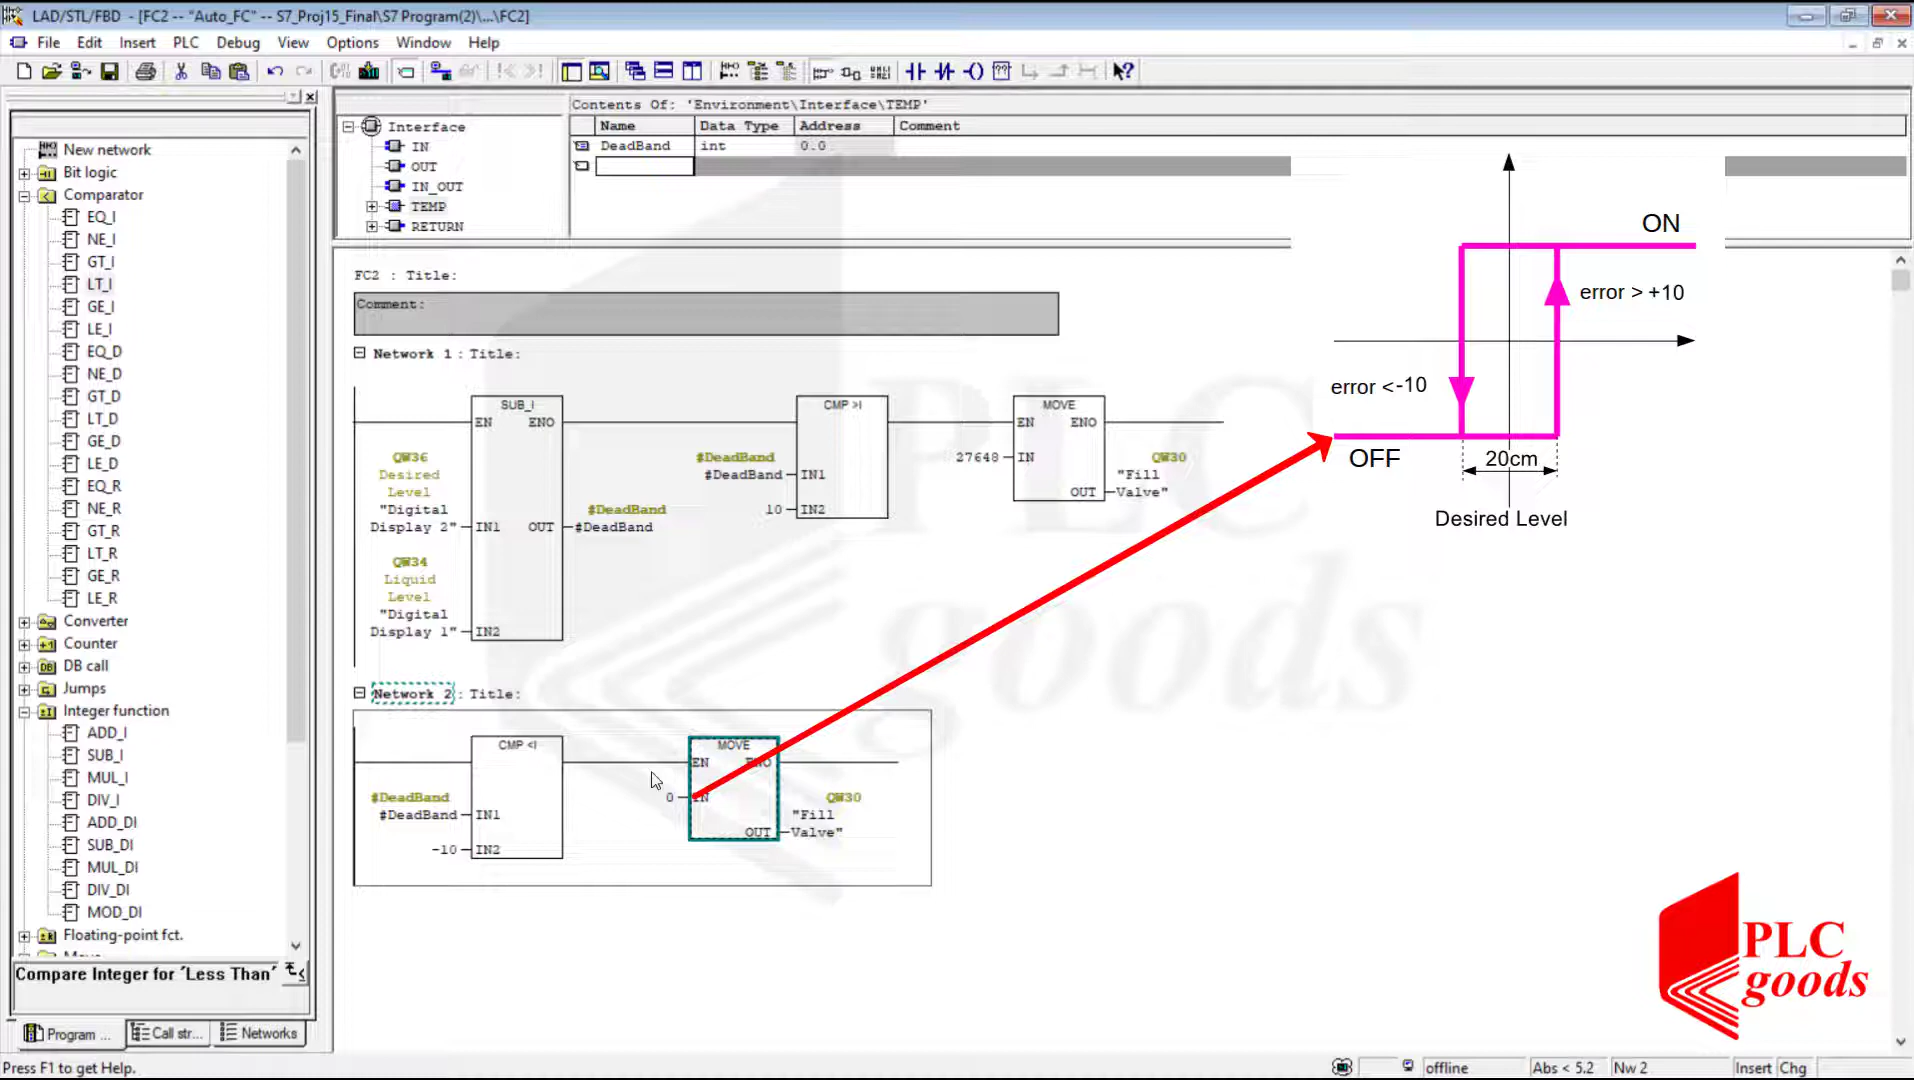 LAD/STL/FBD - [FC2 -- "Auto_FC" -- S7_Proj15_Final\S7 Program(2)\...\FC2]
File Edit Insert PLC Debug View Options Window Help
New network
Bit logic
Comparator
EQ_I
NE_I
GT_I
LT_I
GE_I
LE_I
EQ_D
NE_D
GT_D
LT_D
GE_D
LE_D
EQ_R
NE_R
GT_R
LT_R
GE_R
LE_R
Converter
Counter
DB call
Jumps
Integer function
ADD_I
SUB_I
MUL_I
DIV_I
ADD_DI
SUB_DI
MUL_DI
DIV_DI
MOD_DI
Floating-point fct.
Compare Integer for 'Less Than'
Program ... Call str... Networks
Interface
IN
OUT
IN_OUT
TEMP
RETURN
Contents Of: 'Environment\Interface\TEMP'
Name Data Type Address Comment
DeadBand int 0.0
FC2 : Title:
Comment:
Network 1 : Title:
SUB_I
EN ENO
QW36
Desired
Level
"Digital
Display 2" IN1
OUT
#DeadBand
#DeadBand
QW34
Liquid
Level
"Digital
Display 1" IN2
CMP >I
#DeadBand
#DeadBand IN1
10 IN2
MOVE
EN ENO
27648 IN
QW30
"Fill
OUT Valve"
Network 2 : Title:
CMP <I
#DeadBand
#DeadBand IN1
-10 IN2
MOVE
EN ENO
0 IN
QW30
"Fill
OUT Valve"
ON
error > +10
error <-10
OFF
20cm
Desired Level
PLC
goods
PLC
goods
Press F1 to get Help.
offline Abs < 5.2 Nw 2 Insert Chg